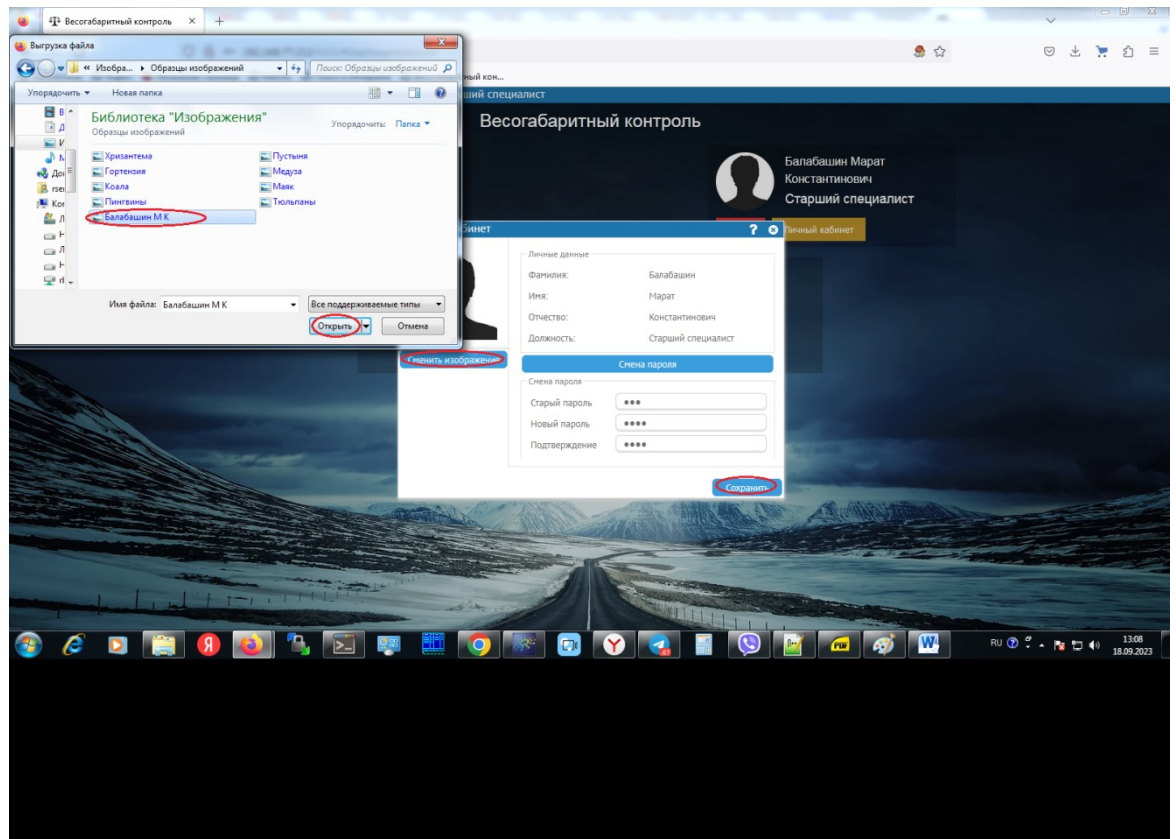 Весогабаритный контроль
Выгрузка файла
« Изобра... ▸ Образцы изображений
Поиск: Образцы изображений
ный кон...
Упорядочить
Новая папка
ший специалист
Библиотека "Изображения"
Образцы изображений
Упорядочить: Папка
Весогабаритный контроль
Хризантема
Пустыня
Гортензия
Медуза
Коала
Маяк
Пингвины
Тюльпаны
Балабашин М К
Балабашин Марат
Константинович
Старший специалист
Личный кабинет
бинет
Имя файла: Балабашин М К
Все поддерживаемые типы
Открыть
Отмена
Личные данные
Фамилия: Балабашин
Имя: Марат
Отчество: Константинович
Должность: Старший специалист
Сменить изображение
Смена пароля
Смена пароля
Старый пароль
Новый пароль
Подтверждение
Сохранить
RU
13:08
18.09.2023